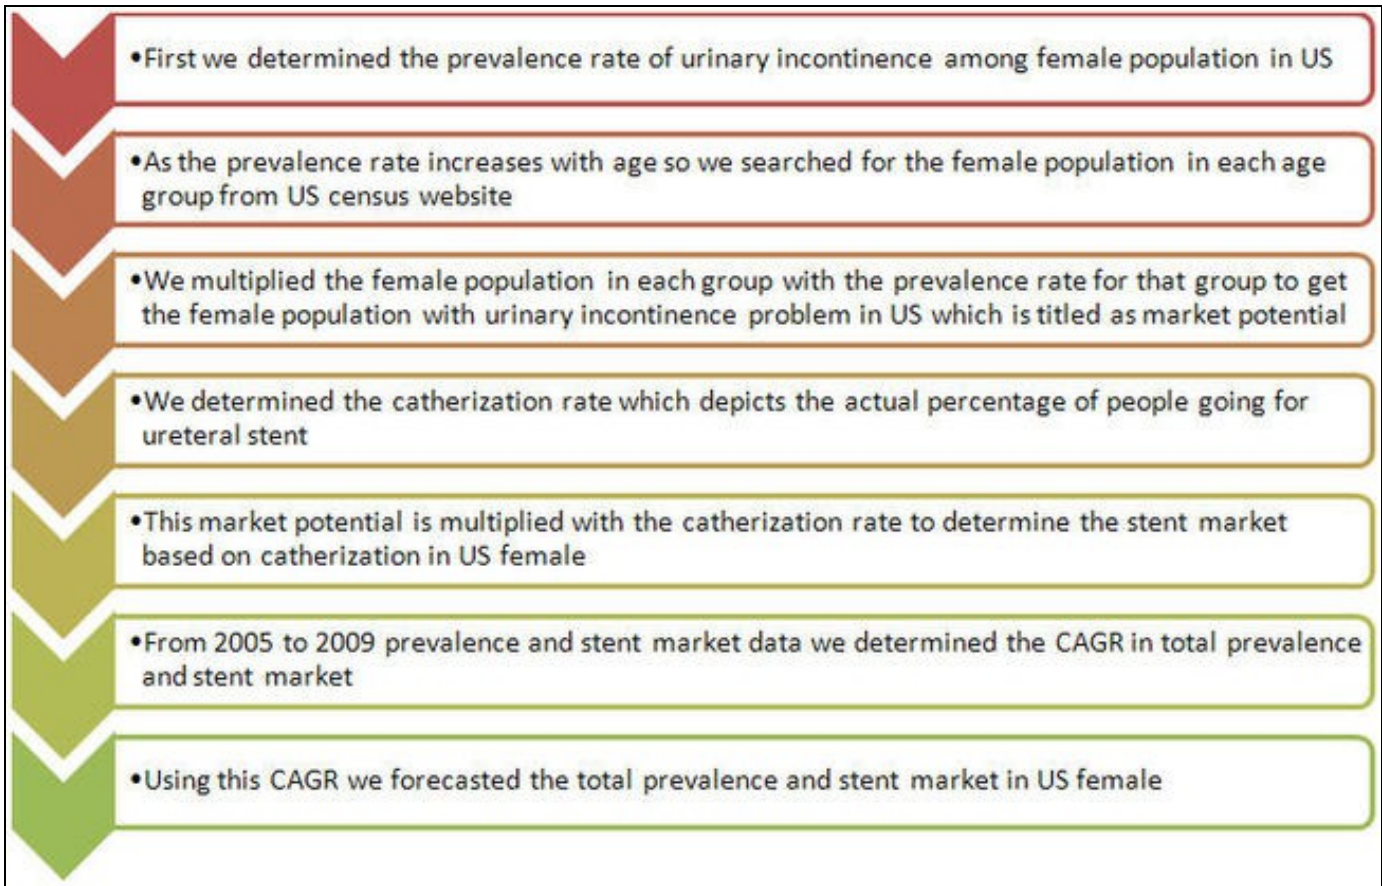 •First we determined the prevalence rate of urinary incontinence among female population in US
•As the prevalence rate increases with age so we searched for the female population in each age
group from US census website
•We multiplied the female population in each group with the prevalence rate for that group to get
the female population with urinary incontinence problem in US which is titled as market potential
•We determined the catherization rate which depicts the actual percentage of people going for
ureteral stent
•This market potential is multiplied with the catherization rate to determine the stent market
based on catherization in US female
•From 2005 to 2009 prevalence and stent market data we determined the CAGR in total prevalence
and stent market
•Using this CAGR we forecasted the total prevalence and stent market in US female